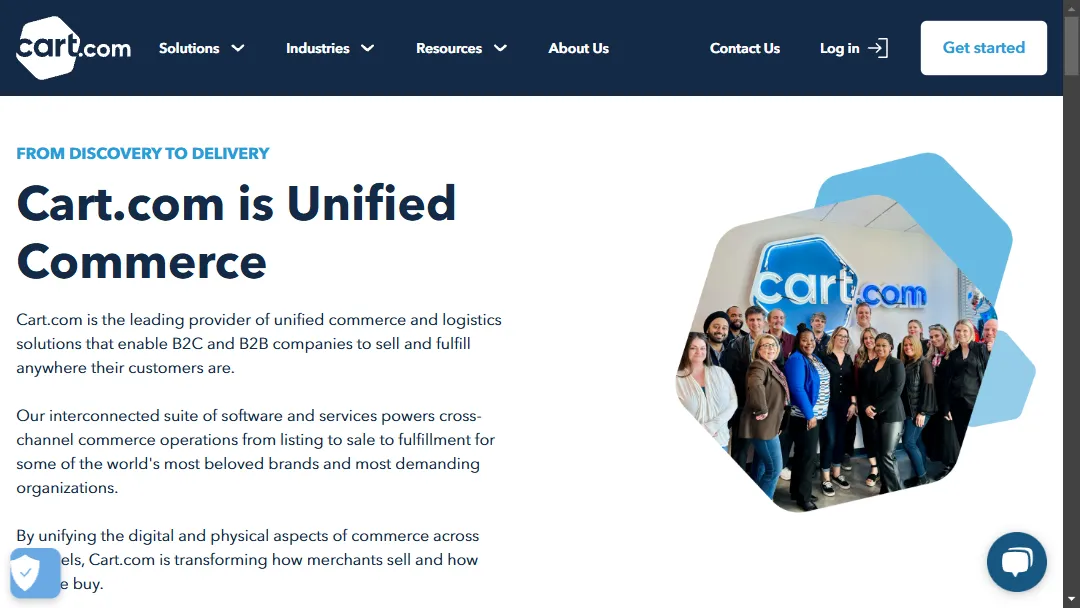 cart.com
Solutions
Industries
Resources
About Us
Contact Us
Log in
Get started
FROM DISCOVERY TO DELIVERY
Cart.com is Unified
Commerce
Cart.com is the leading provider of unified commerce and logistics
solutions that enable B2C and B2B companies to sell and fulfill
anywhere their customers are.
Our interconnected suite of software and services powers cross-
channel commerce operations from listing to sale to fulfillment for
some of the world's most beloved brands and most demanding
organizations.
By unifying the digital and physical aspects of commerce across
els, Cart.com is transforming how merchants sell and how
e buy.
cart.com